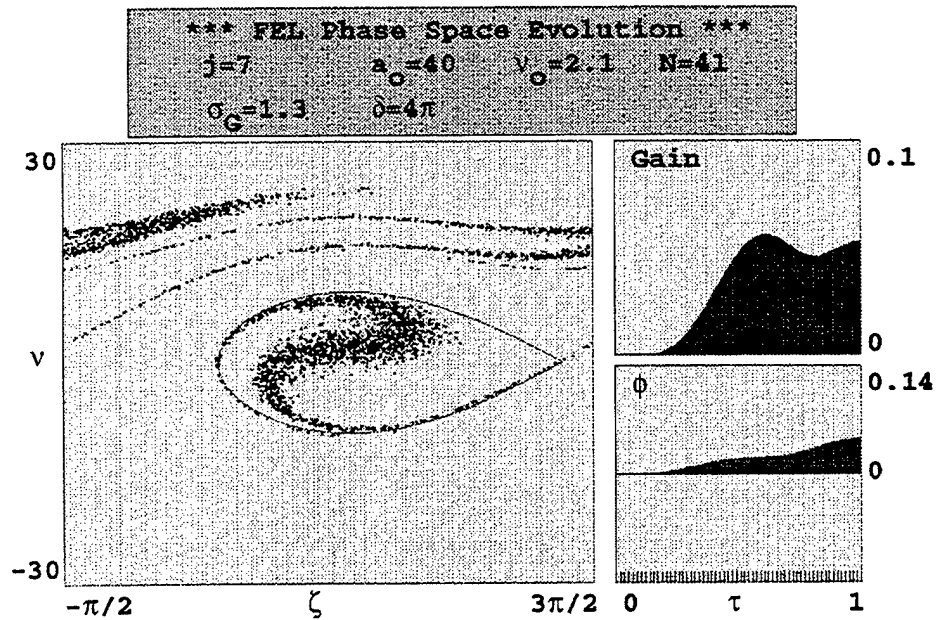 *** FEL Phase Space Evolution ***
j=7 a₀=40 ν₀=2.1 N=41
σ_G=1.3 ∂=4π
30
ν
-30
-π/2 ζ 3π/2
Gain 0.1
0
ϕ 0.14
0
0 τ 1